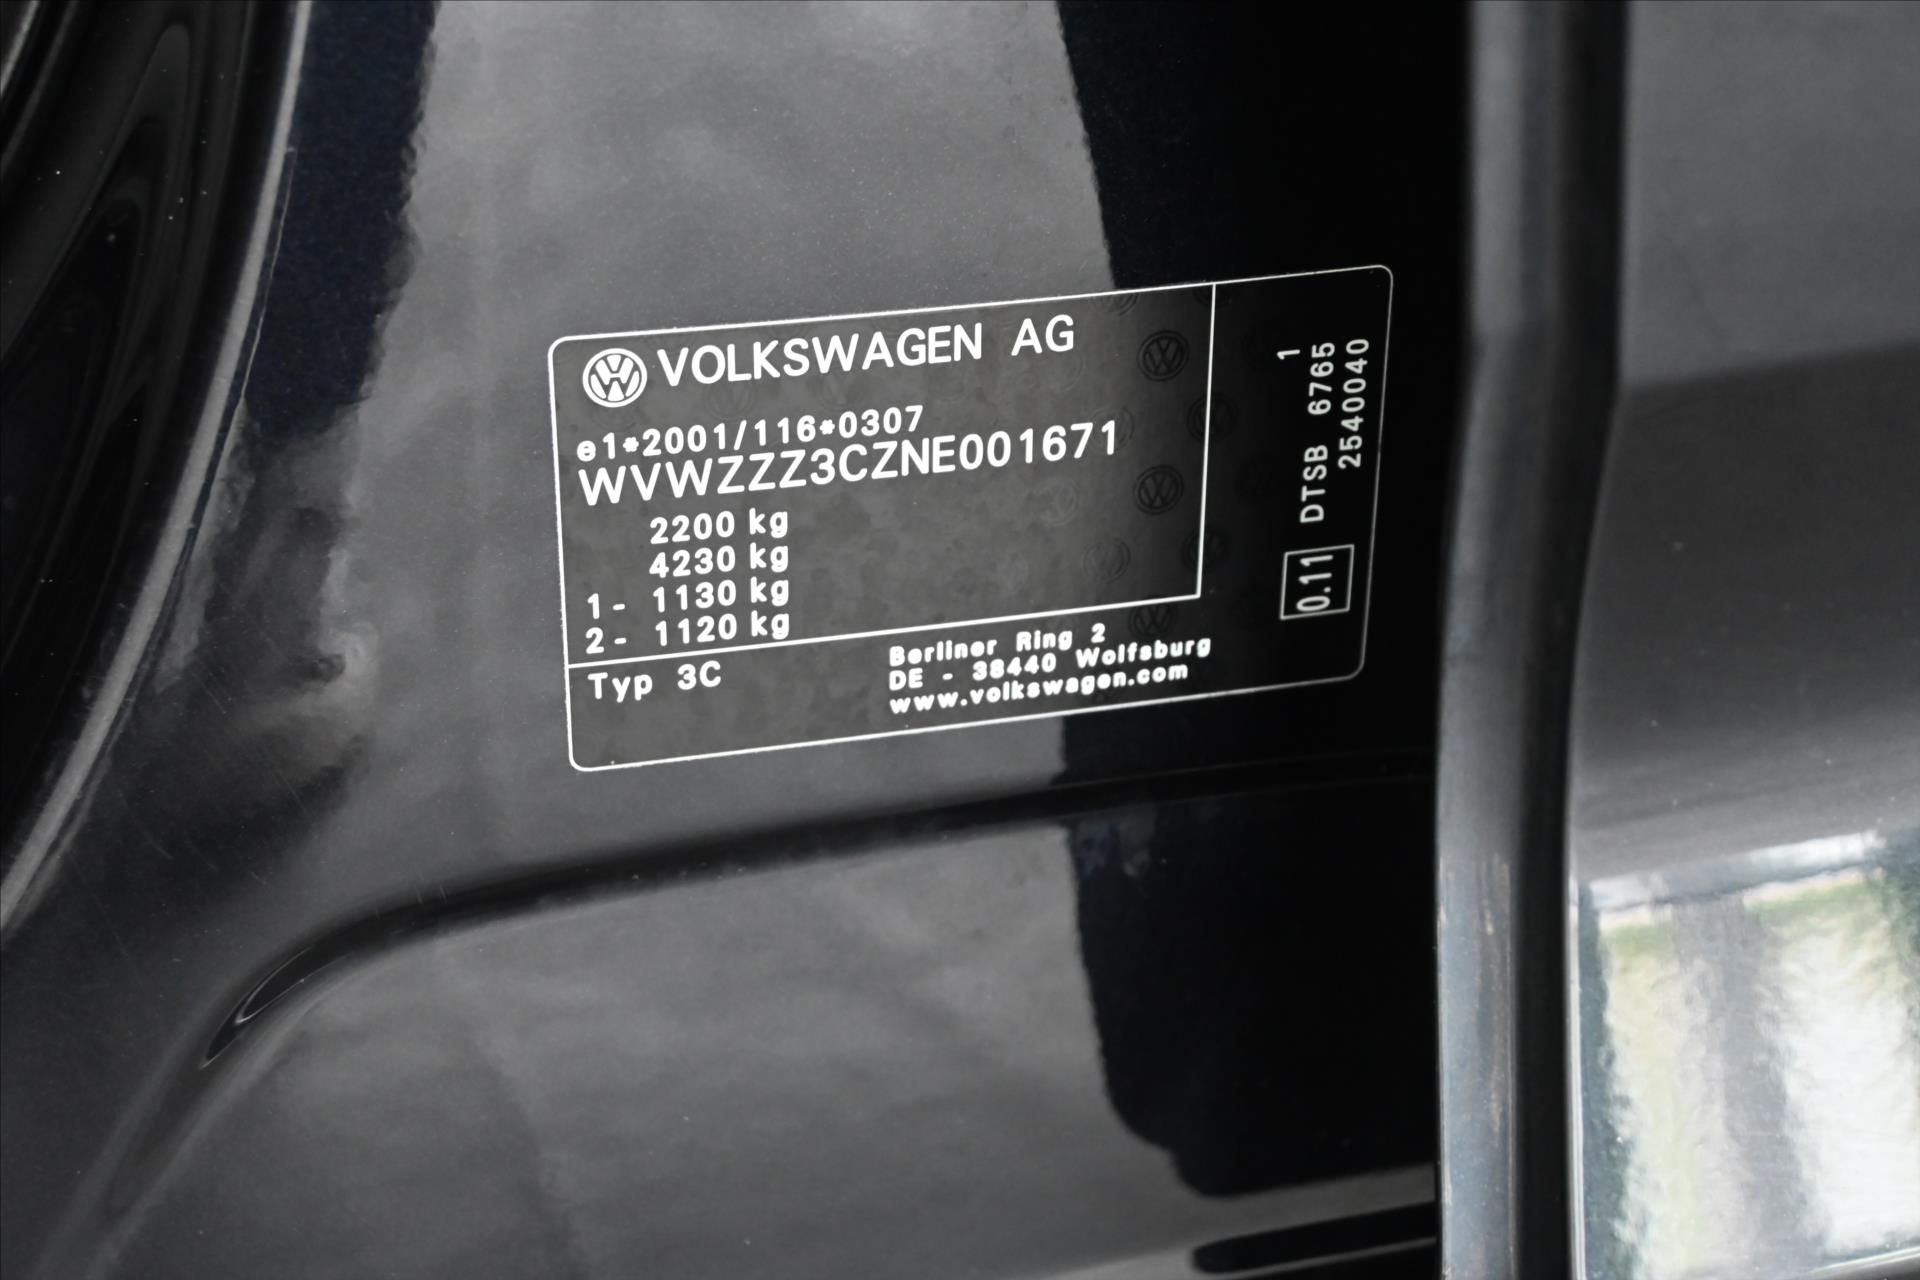 VOLKSWAGEN AG
e1*2001/116*0307
WVWZZZ3CZNE001671
2200 kg
4230 kg
1- 1130 kg
2- 1120 kg
Typ 3C
Berliner Ring 2
DE - 38440 Wolfsburg
www.volkswagen.com
1
DTSB 6765
2540040
0.11